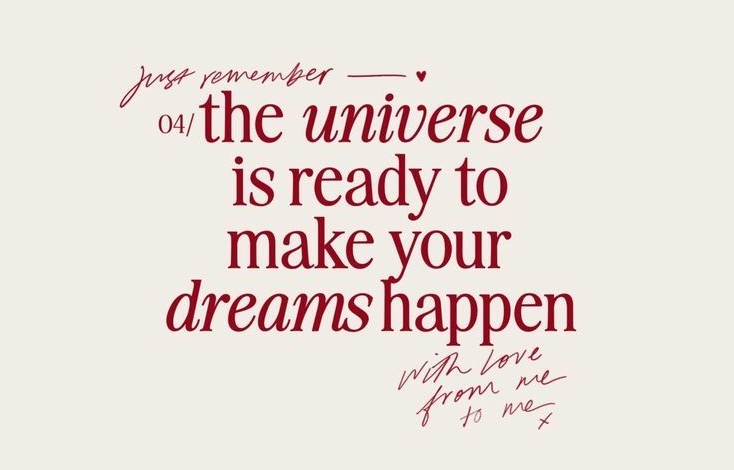 just remember
04/ the universe
is ready to
make your
dreams happen
with love
from me
to me
x